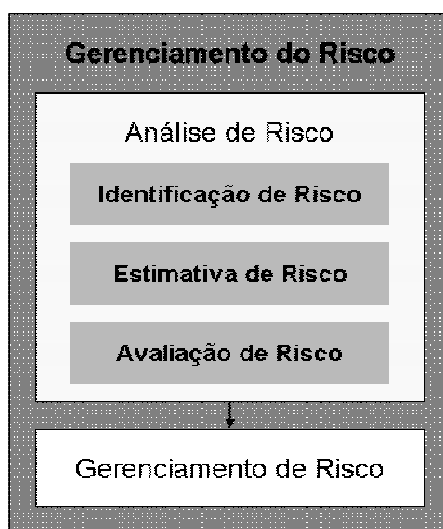 Gerenciamento do Risco
Análise de Risco
Identificação de Risco
Estimativa de Risco
Avaliação de Risco
Gerenciamento de Risco